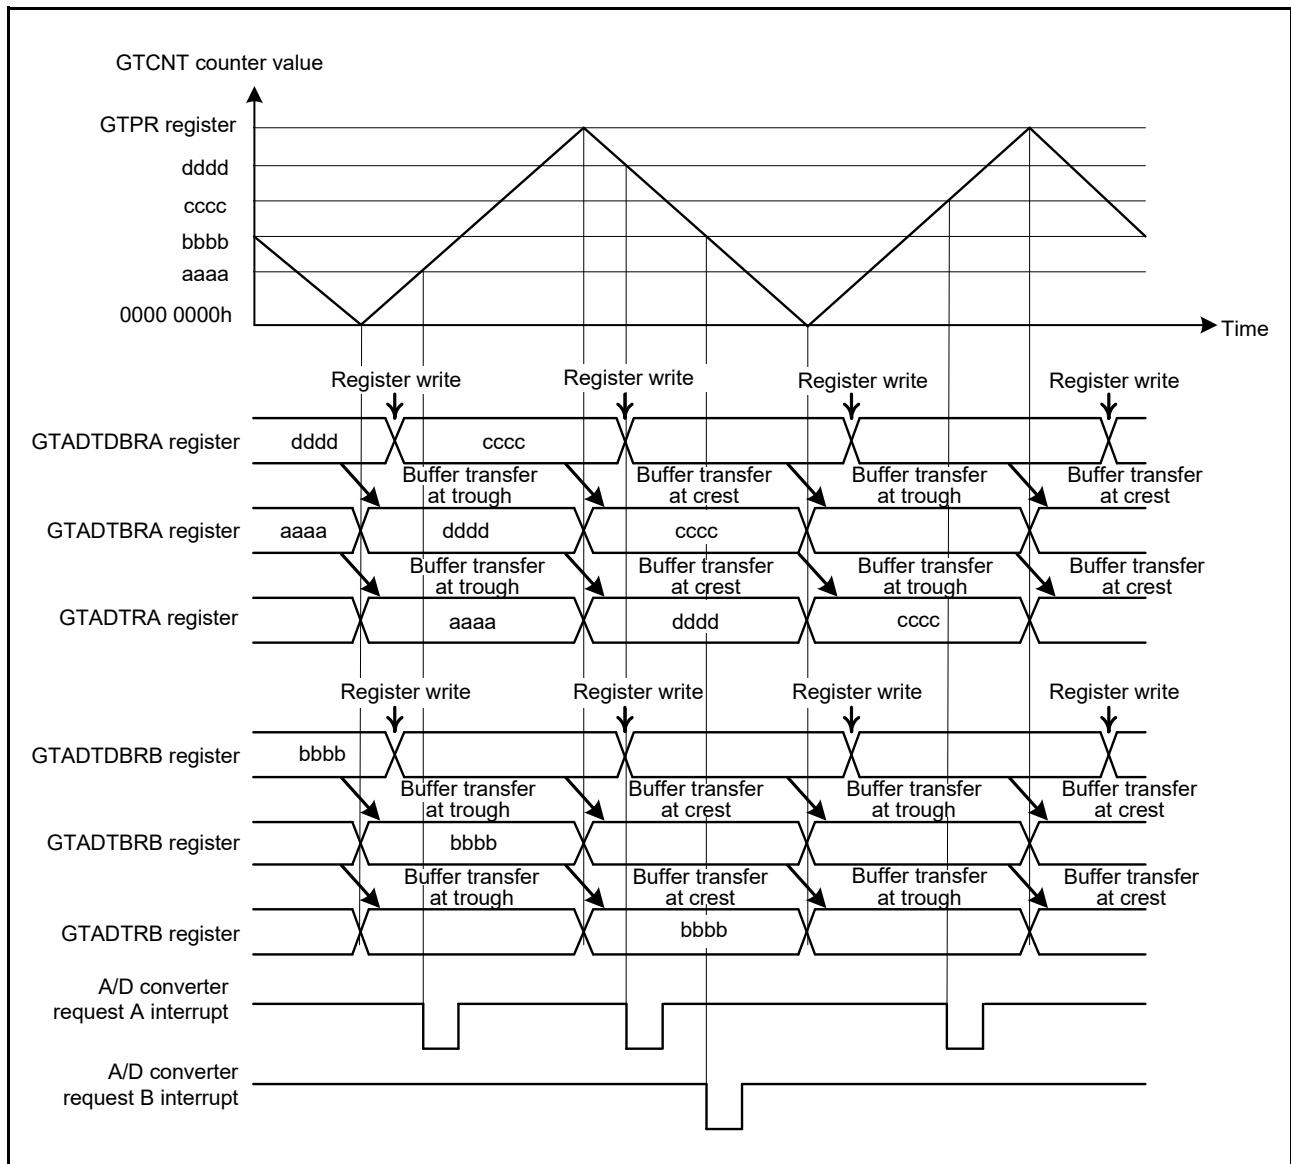 GTCNT counter value
GTPR register
dddd
cccc
bbbb
aaaa
0000 0000h
Time
Register write Register write Register write Register write
GTADTDBRA register dddd cccc
Buffer transfer at trough
Buffer transfer at crest
Buffer transfer at trough
Buffer transfer at crest
GTADTBRA register aaaa dddd cccc
Buffer transfer at trough
Buffer transfer at crest
Buffer transfer at trough
Buffer transfer at crest
GTADTRA register aaaa dddd cccc
Register write Register write Register write Register write
GTADTDBRB register bbbb
Buffer transfer at trough
Buffer transfer at crest
Buffer transfer at trough
Buffer transfer at crest
GTADTBRB register bbbb
Buffer transfer at trough
Buffer transfer at crest
Buffer transfer at trough
Buffer transfer at crest
GTADTRB register bbbb
A/D converter
request A interrupt
A/D converter
request B interrupt